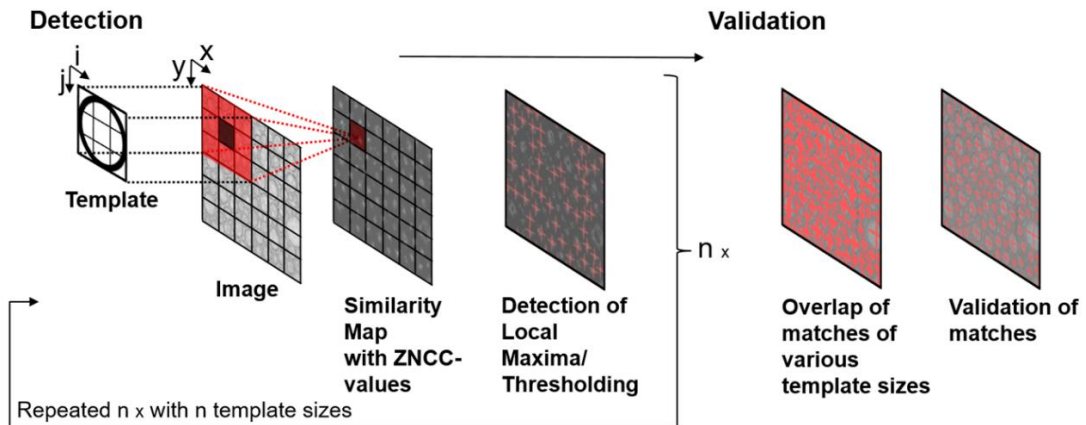 Detection
Validation
i
j
x
y
Template
Image
Similarity
Map
with ZNCC-
values
Detection of
Local
Maxima/
Thresholding
n x
Overlap of
matches of
various
template sizes
Validation of
matches
Repeated n x with n template sizes